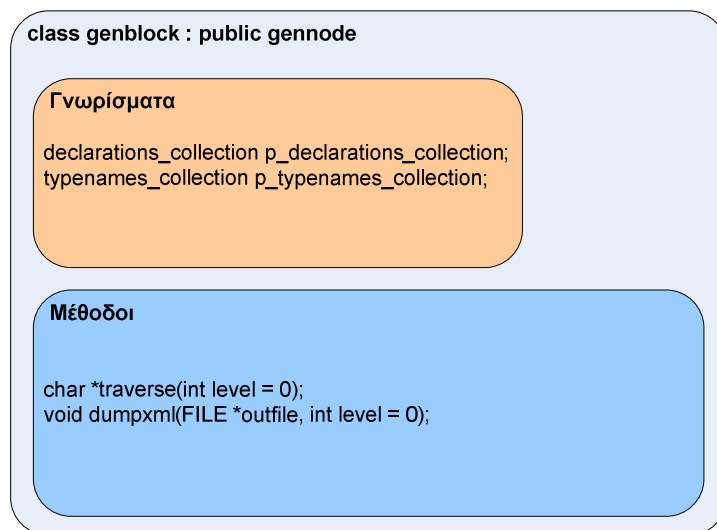 class genblock : public gennode
Γνωρίσματα
declarations_collection p_declarations_collection;
typenames_collection p_typenames_collection;
Μέθοδοι
char *traverse(int level = 0);
void dumpxml(FILE *outfile, int level = 0);